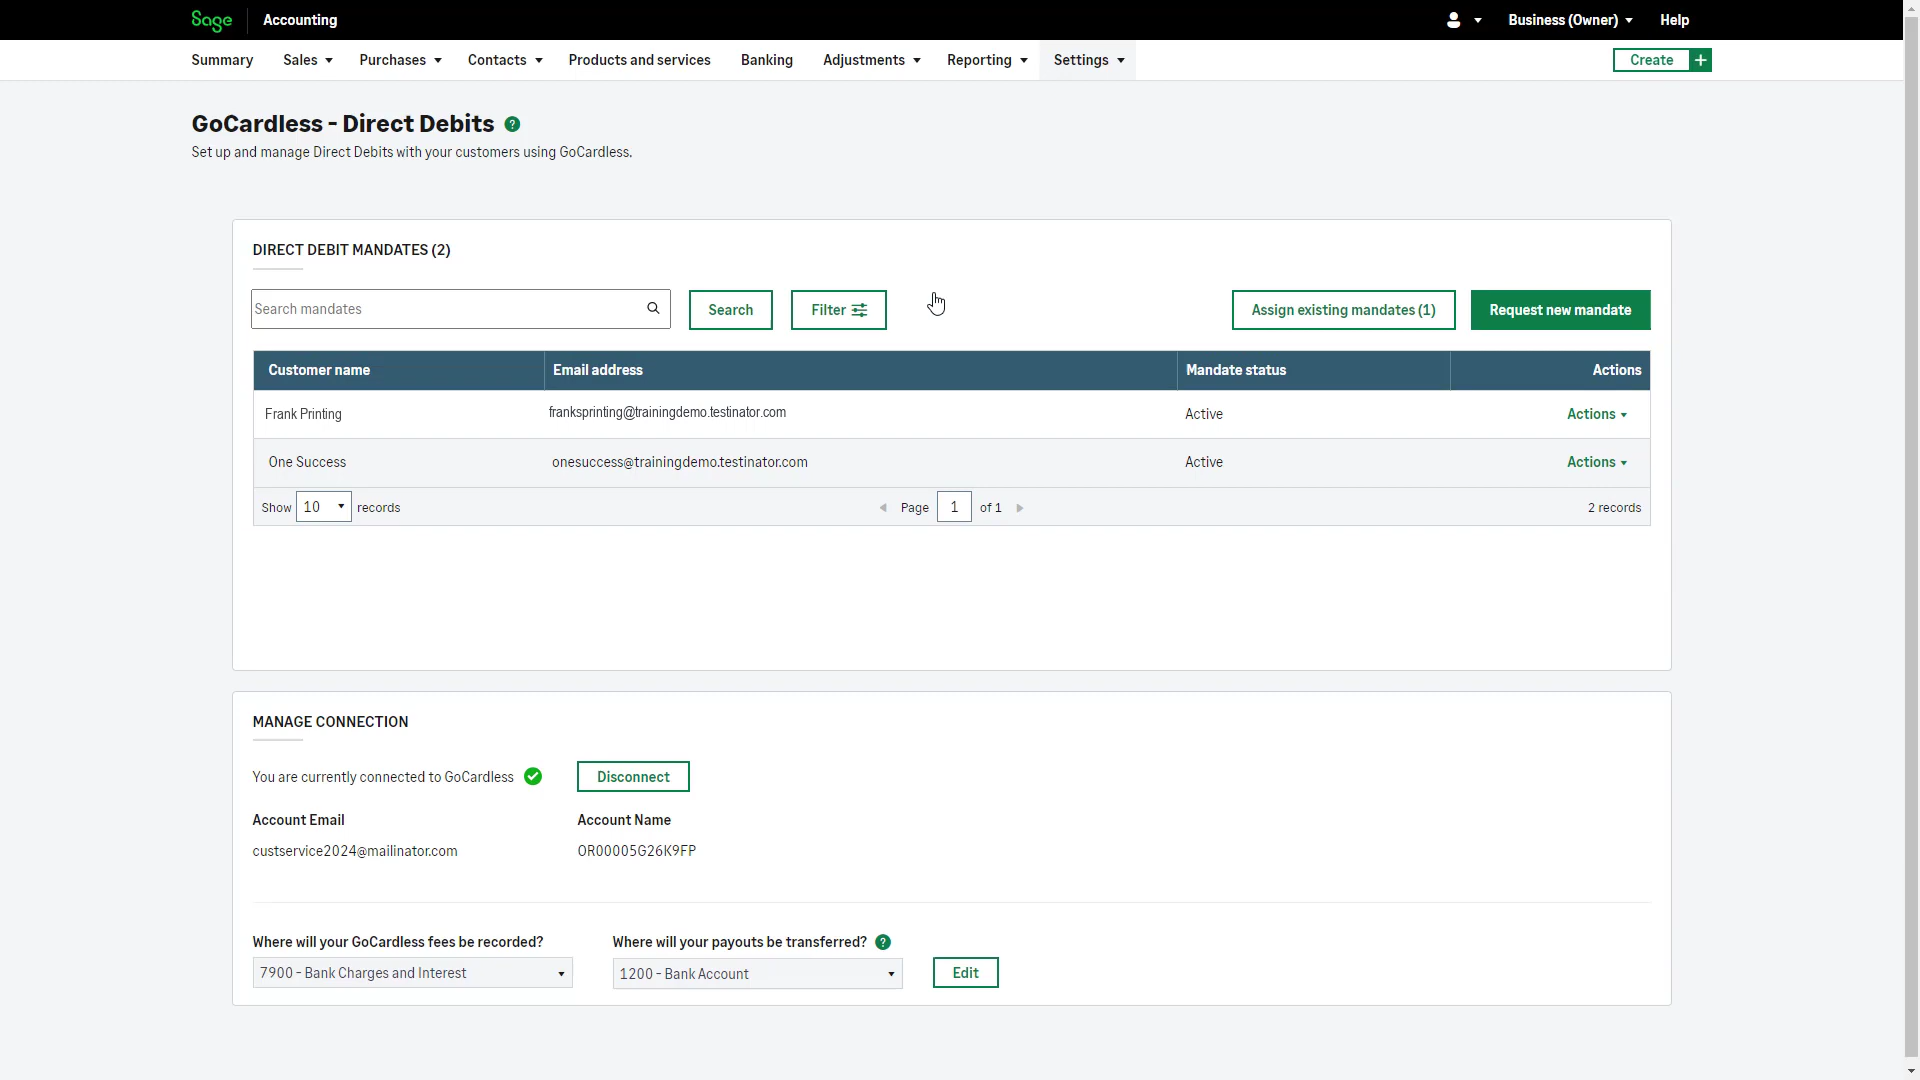 Sage Accounting Business (Owner) Help
Summary Sales Purchases Contacts Products and services Banking Adjustments Reporting Settings Create +
GoCardless - Direct Debits ?
Set up and manage Direct Debits with your customers using GoCardless.
DIRECT DEBIT MANDATES (2)
Search mandates Search Filter Assign existing mandates (1) Request new mandate
Customer name Email address Mandate status Actions
Frank Printing franksprinting@trainingdemo.testinator.com Active Actions
One Success onesuccess@trainingdemo.testinator.com Active Actions
Show 10 records Page 1 of 1 2 records
MANAGE CONNECTION
You are currently connected to GoCardless Disconnect
Account Email Account Name
custservice2024@mailinator.com OR00005G26K9FP
Where will your GoCardless fees be recorded? Where will your payouts be transferred? ?
7900 - Bank Charges and Interest 1200 - Bank Account Edit